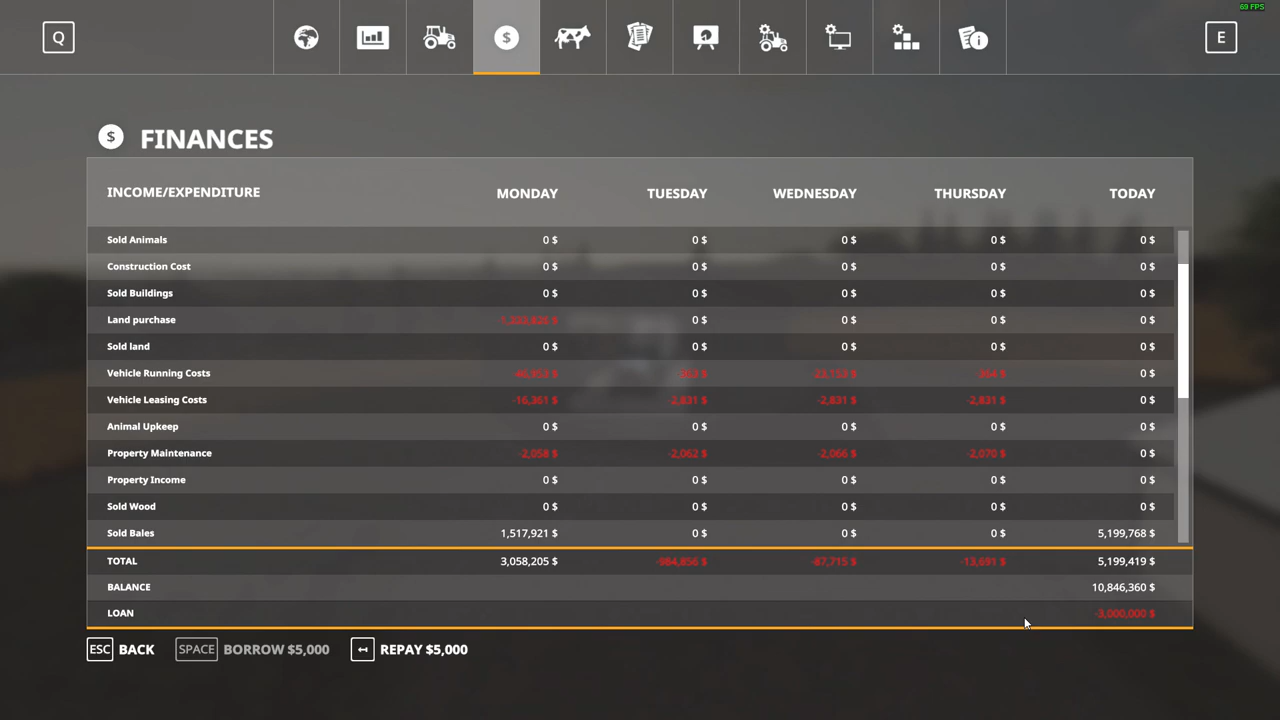 69 FPS
Q E
FINANCES
INCOME/EXPENDITURE MONDAY TUESDAY WEDNESDAY THURSDAY TODAY
Sold Animals 0 $ 0 $ 0 $ 0 $ 0 $
Construction Cost 0 $ 0 $ 0 $ 0 $ 0 $
Sold Buildings 0 $ 0 $ 0 $ 0 $ 0 $
Land purchase 0 $ 0 $ 0 $ 0 $
Sold land 0 $ 0 $ 0 $ 0 $ 0 $
Vehicle Running Costs 0 $
Vehicle Leasing Costs -16,361 $ -2,831 $ -2,831 $ -2,831 $ 0 $
Animal Upkeep 0 $ 0 $ 0 $ 0 $ 0 $
Property Maintenance -2,058 $ -2,062 $ -2,066 $ -2,070 $ 0 $
Property Income 0 $ 0 $ 0 $ 0 $ 0 $
Sold Wood 0 $ 0 $ 0 $ 0 $ 0 $
Sold Bales 1,517,921 $ 0 $ 0 $ 0 $ 5,199,768 $
TOTAL 3,058,205 $ -984,856 $ -87,715 $ -13,691 $ 5,199,419 $
BALANCE 10,846,360 $
LOAN -3,000,000 $
ESC BACK SPACE BORROW $5,000 REPAY $5,000